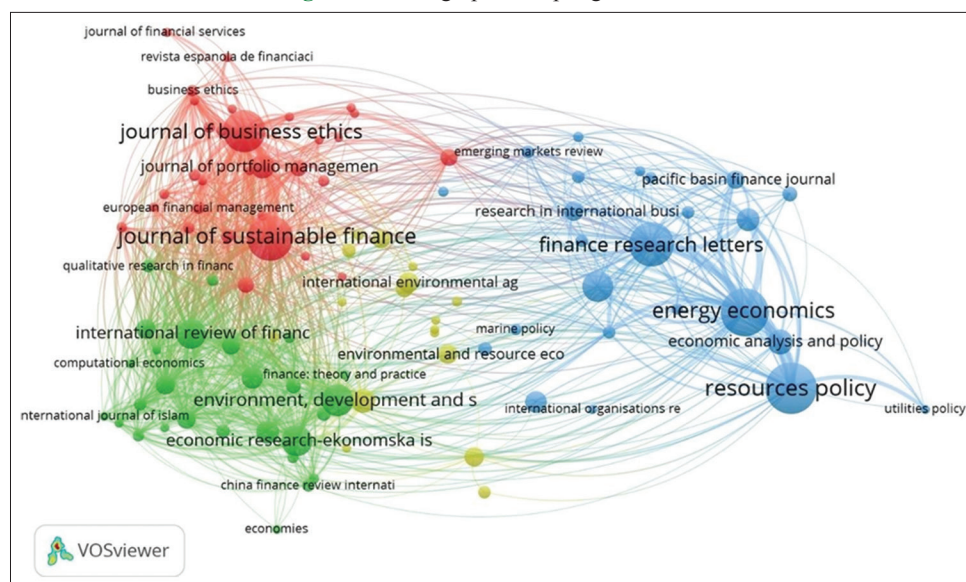 journal of financial services
revista espanola de financiaci
business ethics
journal of business ethics
emerging markets review
journal of portfolio managemen
pacific basin finance journal
european financial management
research in international busi
journal of sustainable finance
finance research letters
qualitative research in financ
international environmental ag
energy economics
marine policy
international review of financ
economic analysis and policy
environmental and resource eco
computational economics
finance: theory and practice
resources policy
environment, development and s
international organisations re
utilities policy
nternational journal of islam
economic research-ekonomska is
china finance review internati
economies
VOSviewer